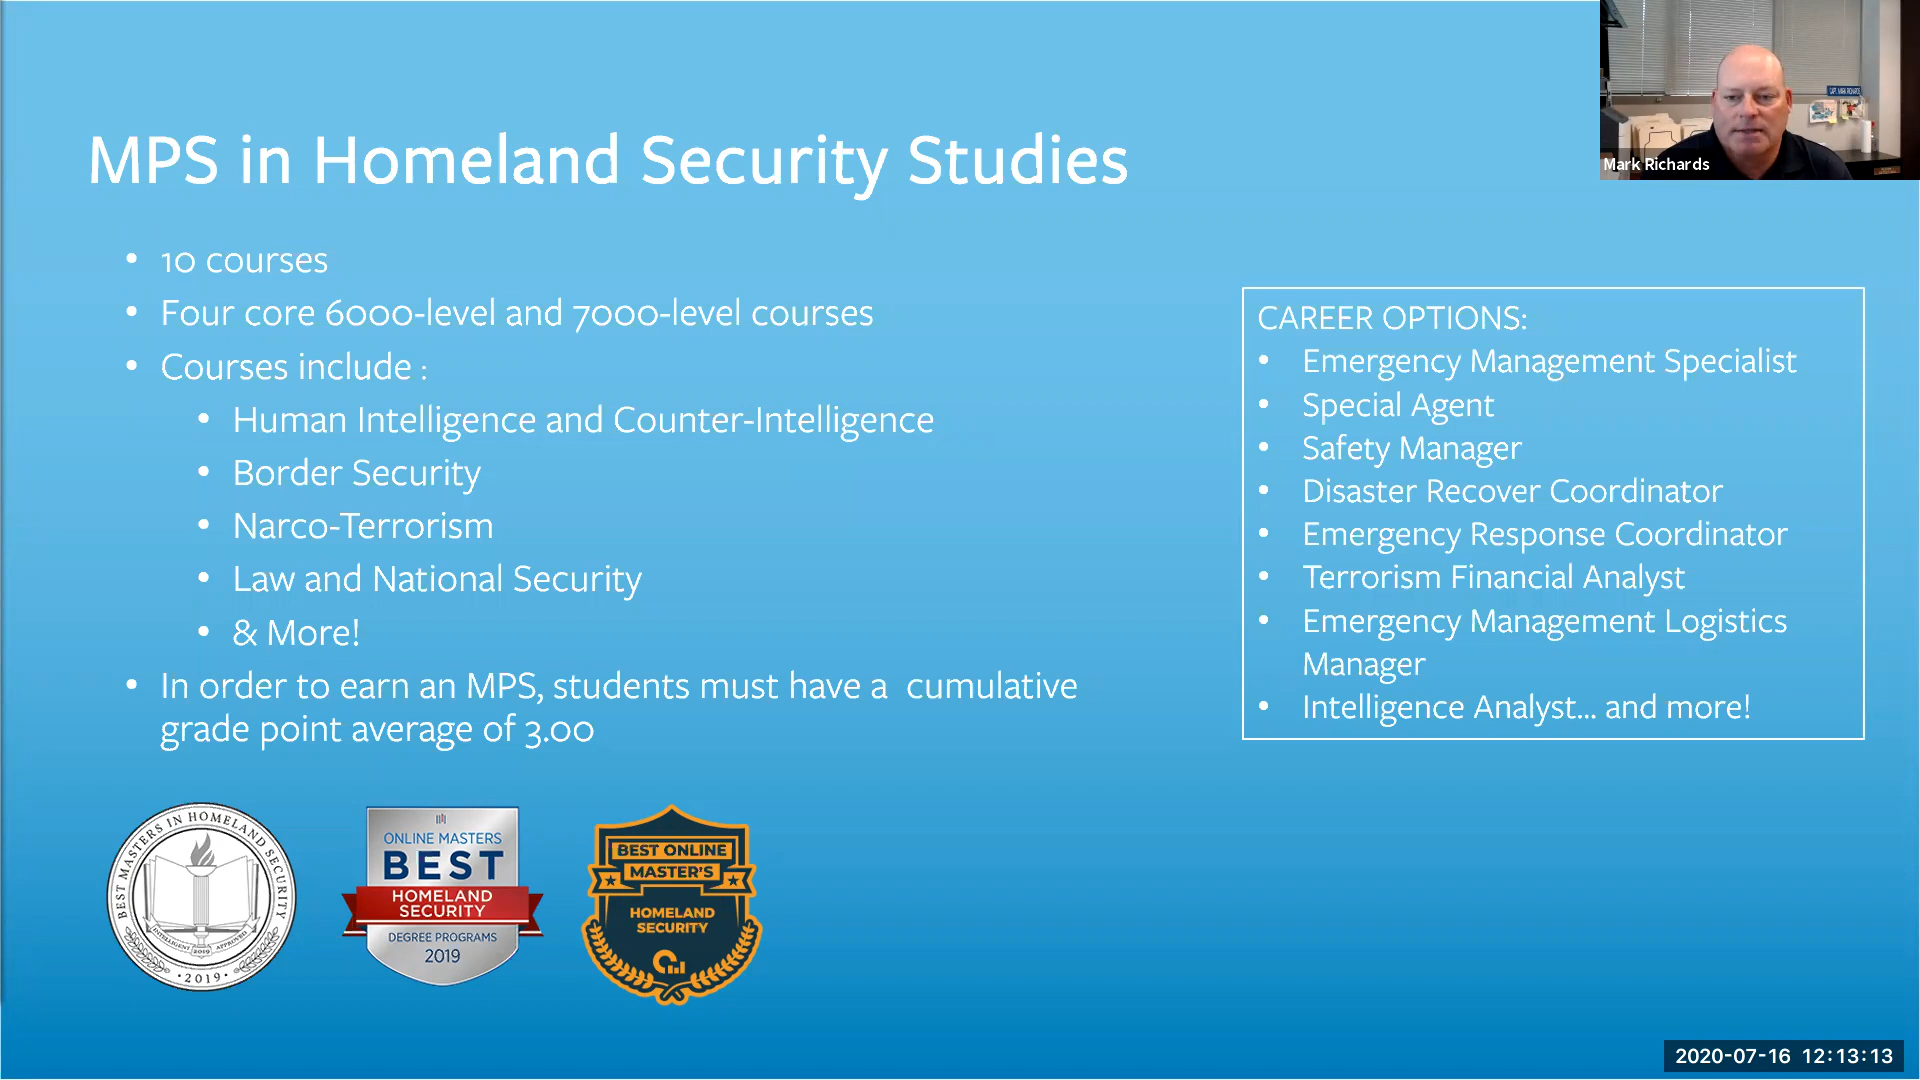 MPS in Homeland Security Studies
Mark Richards
• 10 courses
• Four core 6000-level and 7000-level courses
• Courses include :
• Human Intelligence and Counter-Intelligence
• Border Security
• Narco-Terrorism
• Law and National Security
• & More!
• In order to earn an MPS, students must have a cumulative
grade point average of 3.00
CAREER OPTIONS:
• Emergency Management Specialist
• Special Agent
• Safety Manager
• Disaster Recover Coordinator
• Emergency Response Coordinator
• Terrorism Financial Analyst
• Emergency Management Logistics
Manager
• Intelligence Analyst... and more!
BEST MASTERS IN HOMELAND SECURITY
INTELLIGENT 2019 APPROVED
·2019·
ONLINE MASTERS
BEST
HOMELAND
SECURITY
DEGREE PROGRAMS
2019
BEST ONLINE
MASTER'S
HOMELAND
SECURITY
2020-07-16 12:13:13